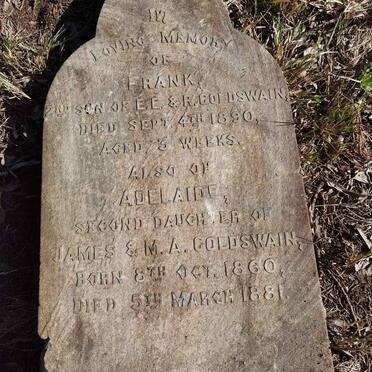 IN
LOVING MEMORY
OF
FRANK,
2ND SON OF E.E. & R. GOLDSWAIN,
DIED SEPT 4TH 1890,
AGED 3 WEEKS.
ALSO OF
ADELAIDE,
SECOND DAUGHTER OF
JAMES & M.A. GOLDSWAIN,
BORN 8TH OCT. 1860,
DIED 5TH MARCH 1881.